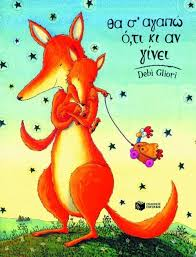 θα σ' αγαπώ
ό,τι κι αν
γίνει
Debi Gliori